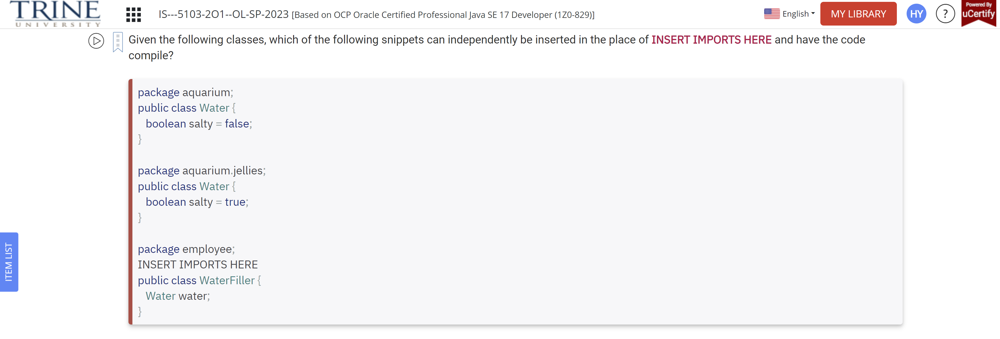 TRINE
UNIVERSITY
IS---5103-2O1--OL-SP-2023 [Based on OCP Oracle Certified Professional Java SE 17 Developer (1Z0-829)]
English
MY LIBRARY
HY
?
Powered By
uCertify
Given the following classes, which of the following snippets can independently be inserted in the place of INSERT IMPORTS HERE and have the code
compile?
package aquarium;
public class Water {
boolean salty = false;
}
package aquarium.jellies;
public class Water {
boolean salty = true;
}
package employee;
INSERT IMPORTS HERE
public class WaterFiller {
Water water;
}
ITEM LIST